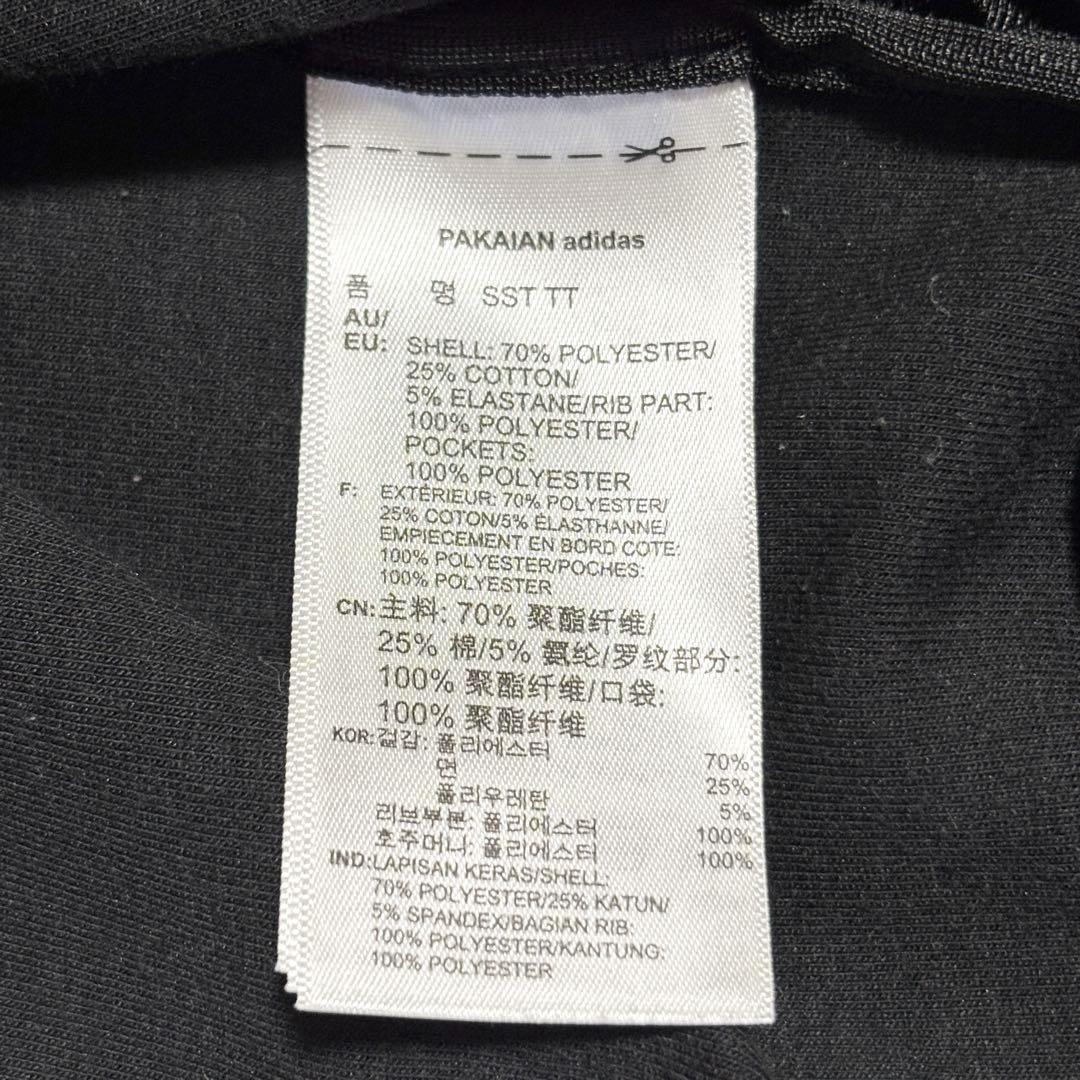 PAKAIAN adidas
폼 명 SST TT
AU/
EU: SHELL: 70% POLYESTER/
25% COTTON/
5% ELASTANE/RIB PART:
100% POLYESTER/
POCKETS:
100% POLYESTER
F: EXTÉRIEUR: 70% POLYESTER/
25% COTON/5% ÉLASTHANNE/
EMPIECEMENT EN BORD COTE:
100% POLYESTER/POCHES:
100% POLYESTER
CN: 主料: 70% 聚酯纤维/
25% 棉/5% 氨纶/罗纹部分:
100% 聚酯纤维/口袋:
100% 聚酯纤维
KOR: 겉감: 폴리에스터 70%
면 25%
폴리우레탄 5%
리브부분: 폴리에스터 100%
호주머니: 폴리에스터 100%
IND: LAPISAN KERAS/SHELL:
70% POLYESTER/25% KATUN/
5% SPANDEX/BAGIAN RIB:
100% POLYESTER/KANTUNG:
100% POLYESTER